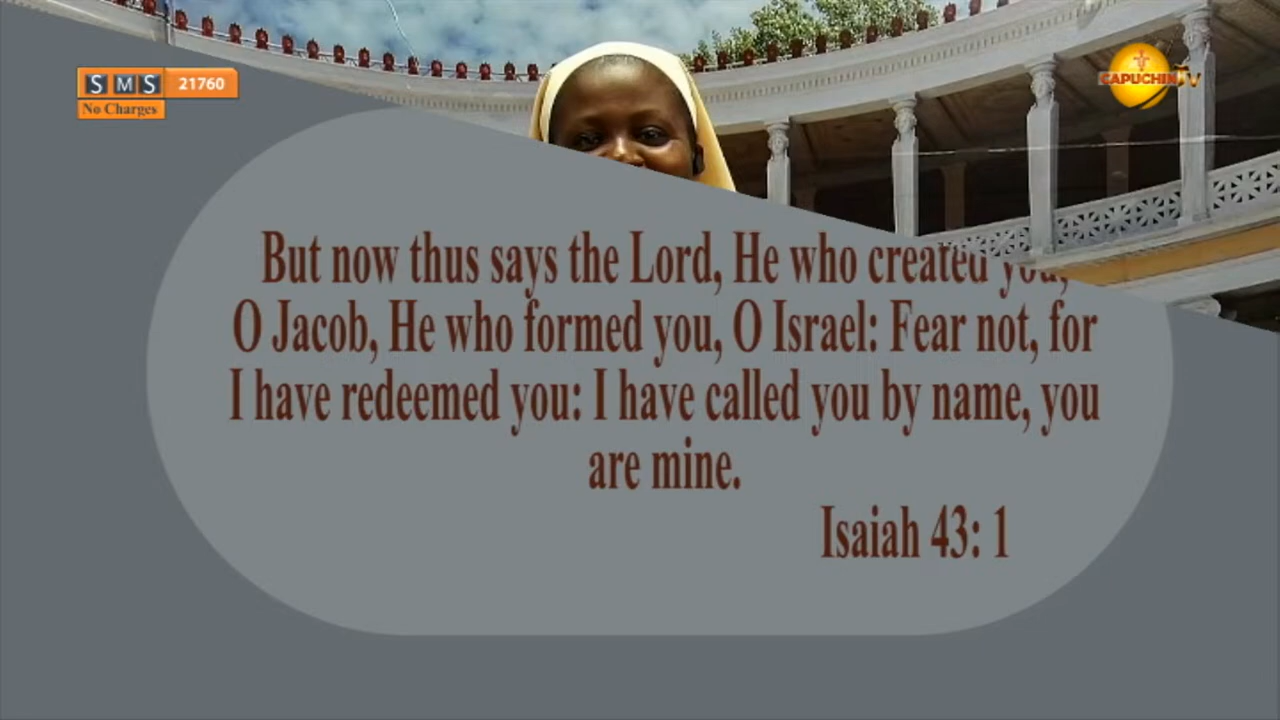 SMS 21760
No Charges
CAPUCHIN TV
But now thus says the Lord, He who created you,
O Jacob, He who formed you, O Israel: Fear not, for
I have redeemed you: I have called you by name, you
are mine.
Isaiah 43: 1